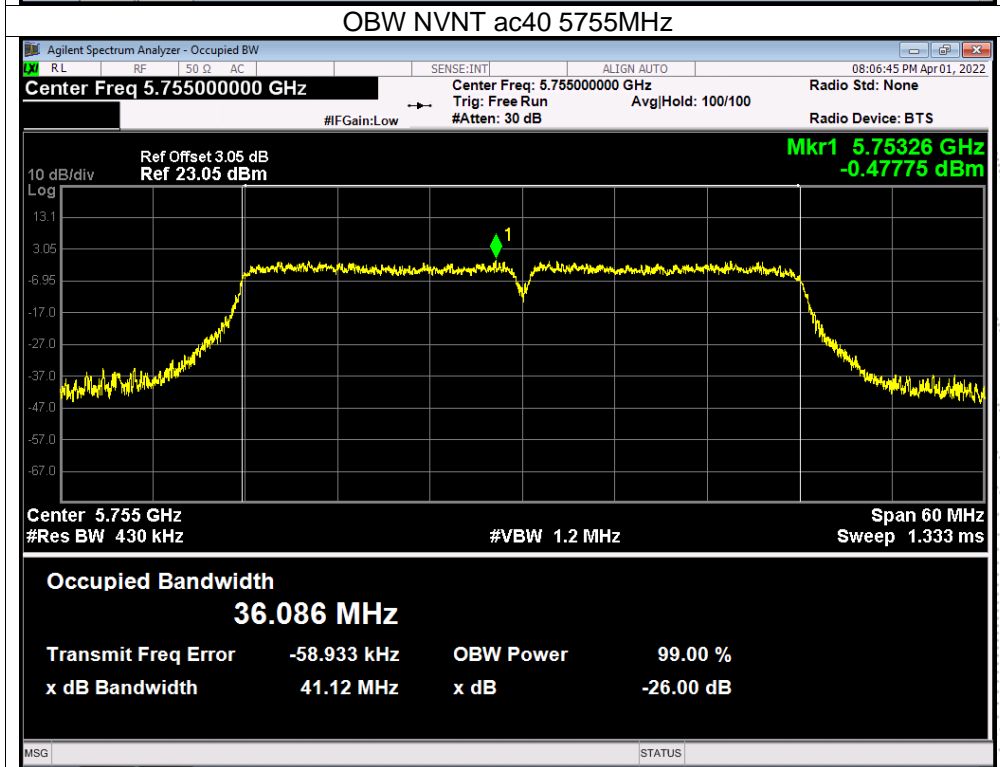 OBW NVNT ac40 5755MHz
Agilent Spectrum Analyzer - Occupied BW
LXI RL RF 50 Ω AC SENSE:INT ALIGN AUTO 08:06:45 PM Apr 01, 2022
Center Freq 5.755000000 GHz Center Freq: 5.755000000 GHz Radio Std: None
Trig: Free Run Avg|Hold: 100/100
#IFGain:Low #Atten: 30 dB Radio Device: BTS
Mkr1 5.75326 GHz
-0.47775 dBm
Ref Offset 3.05 dB
10 dB/div Ref 23.05 dBm
Log
13.1
3.05
-6.95
-17.0
-27.0
-37.0
-47.0
-57.0
-67.0
1
Center 5.755 GHz Span 60 MHz
#Res BW 430 kHz #VBW 1.2 MHz Sweep 1.333 ms
Occupied Bandwidth
36.086 MHz
Transmit Freq Error -58.933 kHz OBW Power 99.00 %
x dB Bandwidth 41.12 MHz x dB -26.00 dB
MSG STATUS